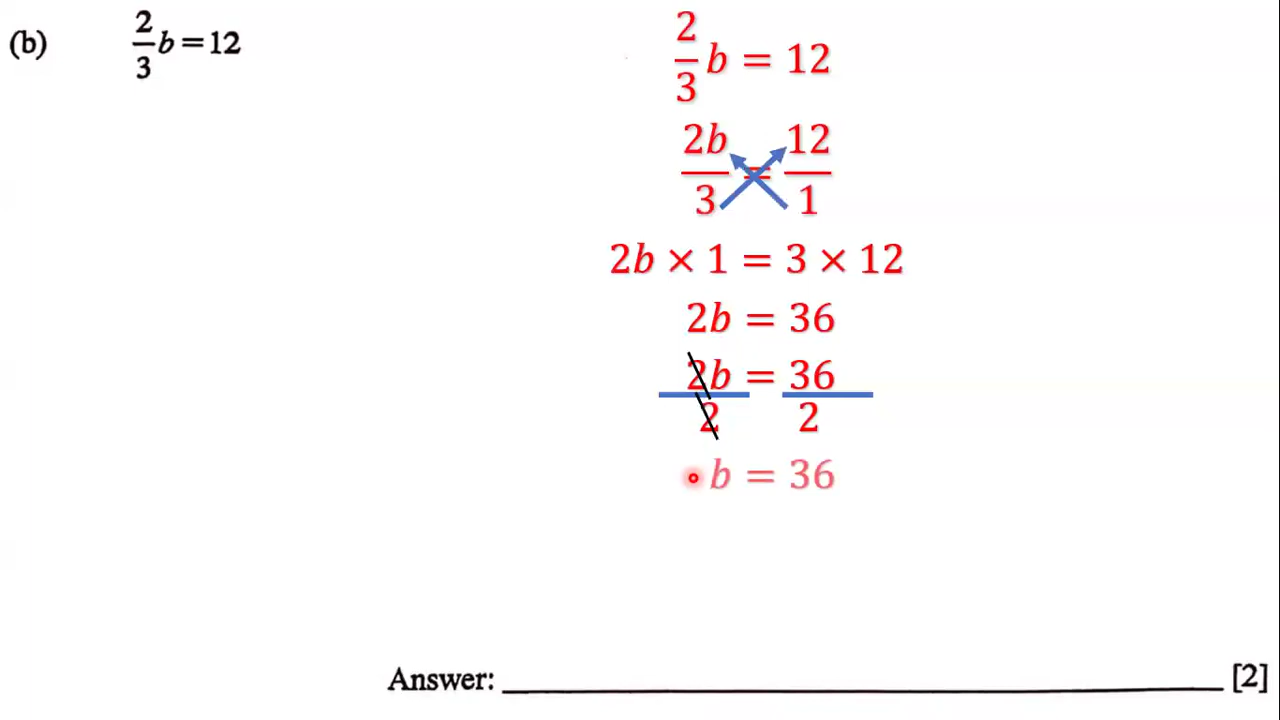 (b) 2/3 b = 12
2/3 b = 12
2b/3 = 12/1
2b × 1 = 3 × 12
2b = 36
2b/2 = 36/2
b = 36
Answer: ______ [2]